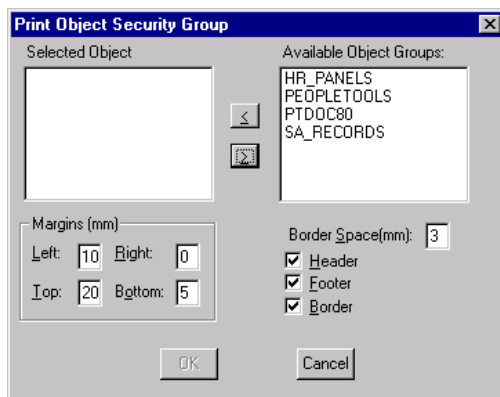 Print Object Security Group
Selected Object
Available Object Groups:
HR_PANELS
PEOPLETOOLS
PTDOC80
SA_RECORDS
<
>
Margins (mm)
Left: 10 Right: 0
Top: 20 Bottom: 5
Border Space(mm): 3
Header
Footer
Border
OK
Cancel